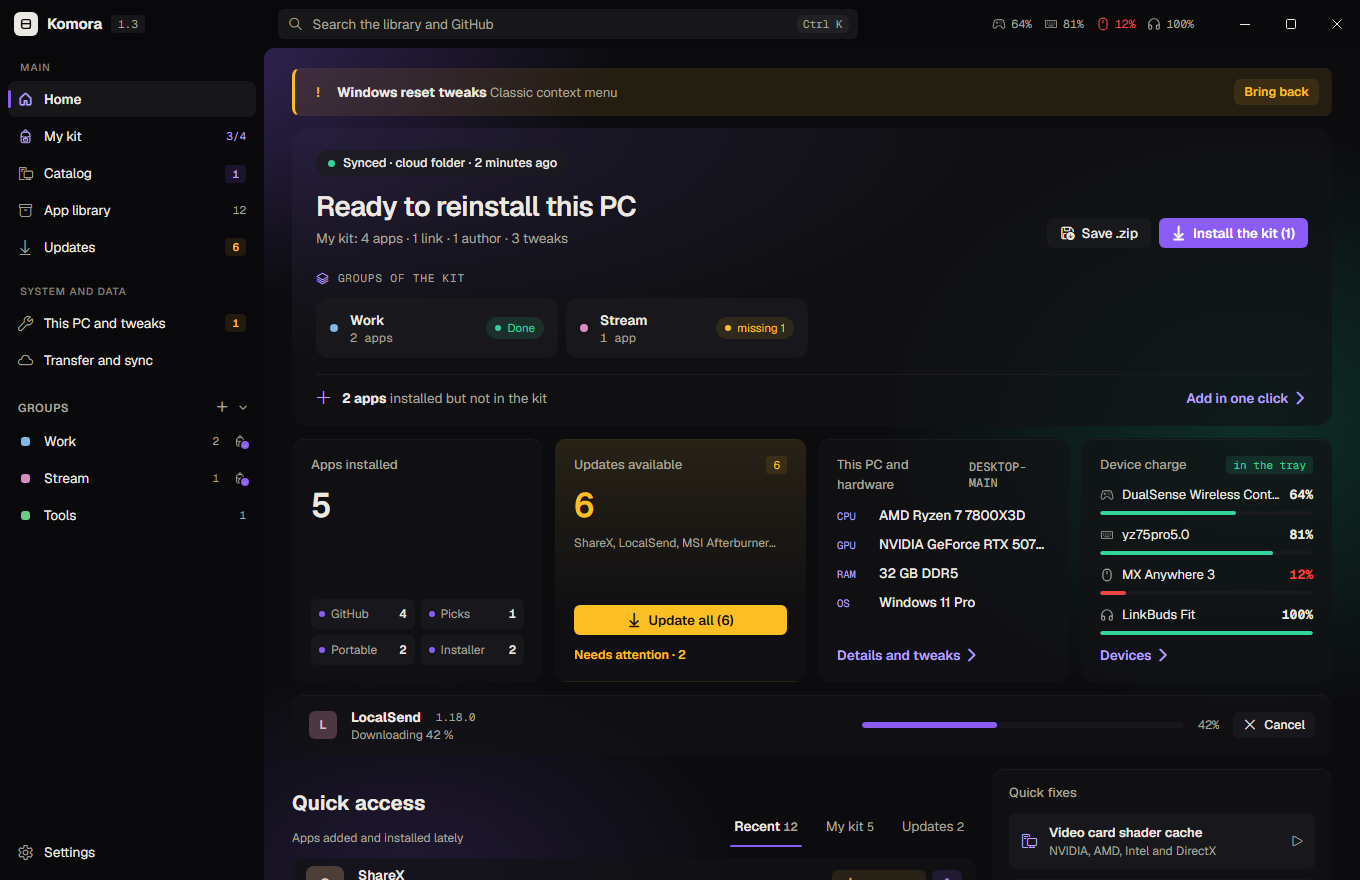 Komora 1.3
Search the library and GitHub Ctrl K
64% 81% 12% 100%
MAIN
Home
My kit 3/4
Catalog 1
App library 12
Updates 6
SYSTEM AND DATA
This PC and tweaks 1
Transfer and sync
GROUPS
Work 2
Stream 1
Tools 1
Settings
! Windows reset tweaks Classic context menu Bring back
Synced · cloud folder · 2 minutes ago
Ready to reinstall this PC
My kit: 4 apps · 1 link · 1 author · 3 tweaks
Save .zip Install the kit (1)
GROUPS OF THE KIT
Work
2 apps
Done
Stream
1 app
missing 1
2 apps installed but not in the kit Add in one click
Apps installed
5
GitHub 4
Picks 1
Portable 2
Installer 2
Updates available 6
6
ShareX, LocalSend, MSI Afterburner...
Update all (6)
Needs attention · 2
This PC and hardware
DESKTOP-MAIN
CPU AMD Ryzen 7 7800X3D
GPU NVIDIA GeForce RTX 507...
RAM 32 GB DDR5
OS Windows 11 Pro
Details and tweaks
Device charge in the tray
DualSense Wireless Cont... 64%
yz75pro5.0 81%
MX Anywhere 3 12%
LinkBuds Fit 100%
Devices
L
LocalSend 1.18.0
Downloading 42 %
42% Cancel
Quick access
Apps added and installed lately
Recent 12 My kit 5 Updates 2
ShareX
Quick fixes
Video card shader cache
NVIDIA, AMD, Intel and DirectX